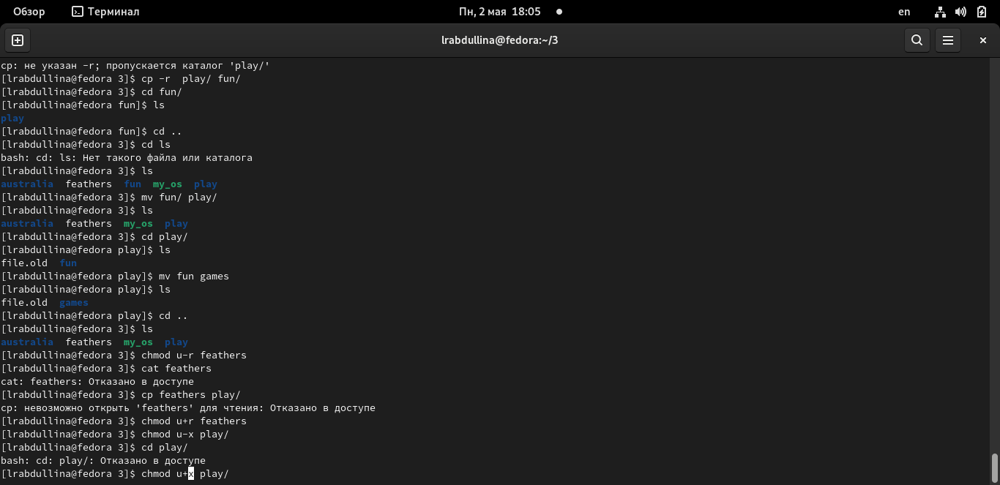 Обзор Терминал Пн, 2 мая 18:05 en
lrabdullina@fedora:~/3
cp: не указан -r; пропускается каталог 'play/'
[lrabdullina@fedora 3]$ cp -r  play/ fun/
[lrabdullina@fedora 3]$ cd fun/
[lrabdullina@fedora fun]$ ls
play
[lrabdullina@fedora fun]$ cd ..
[lrabdullina@fedora 3]$ cd ls
bash: cd: ls: Нет такого файла или каталога
[lrabdullina@fedora 3]$ ls
australia  feathers  fun  my_os  play
[lrabdullina@fedora 3]$ mv fun/ play/
[lrabdullina@fedora 3]$ ls
australia  feathers  my_os  play
[lrabdullina@fedora 3]$ cd play/
[lrabdullina@fedora play]$ ls
file.old  fun
[lrabdullina@fedora play]$ mv fun games
[lrabdullina@fedora play]$ ls
file.old  games
[lrabdullina@fedora play]$ cd ..
[lrabdullina@fedora 3]$ ls
australia  feathers  my_os  play
[lrabdullina@fedora 3]$ chmod u-r feathers
[lrabdullina@fedora 3]$ cat feathers
cat: feathers: Отказано в доступе
[lrabdullina@fedora 3]$ cp feathers play/
cp: невозможно открыть 'feathers' для чтения: Отказано в доступе
[lrabdullina@fedora 3]$ chmod u+r feathers
[lrabdullina@fedora 3]$ chmod u-x play/
[lrabdullina@fedora 3]$ cd play/
bash: cd: play/: Отказано в доступе
[lrabdullina@fedora 3]$ chmod u+x play/